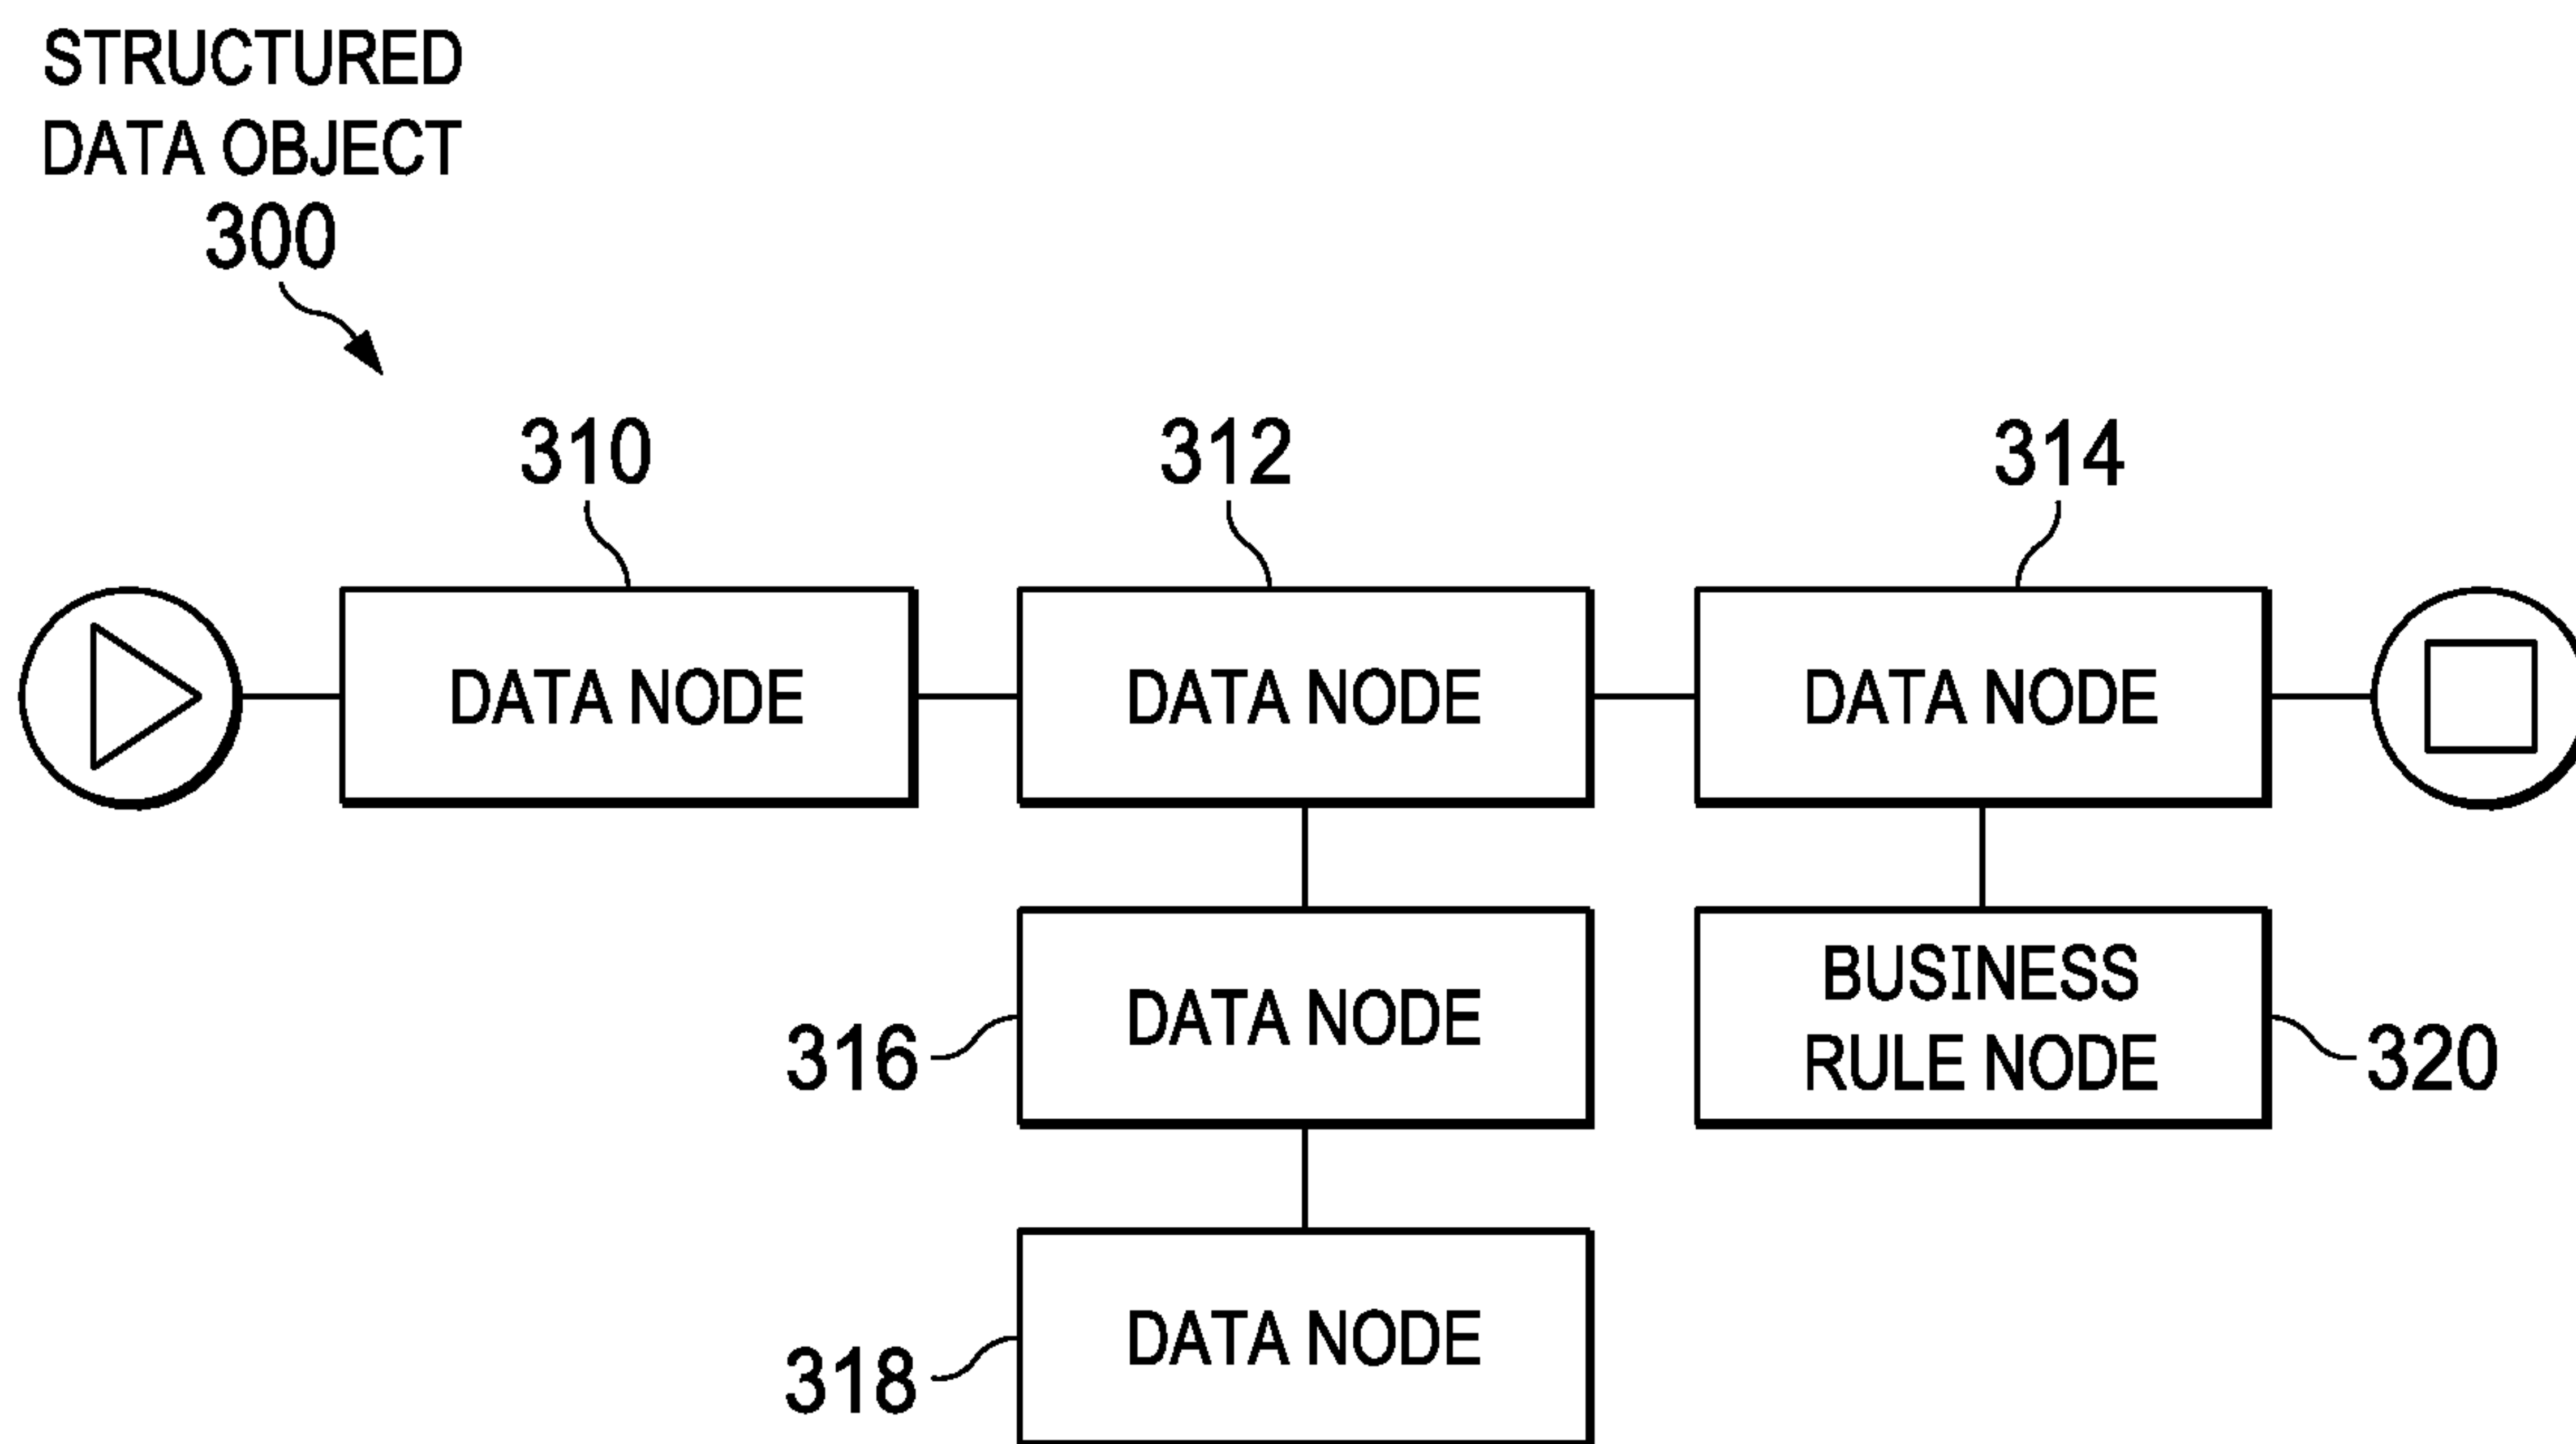 STRUCTURED
DATA OBJECT
300
310
312
314
DATA NODE
DATA NODE
DATA NODE
316
DATA NODE
BUSINESS
RULE NODE
320
318
DATA NODE